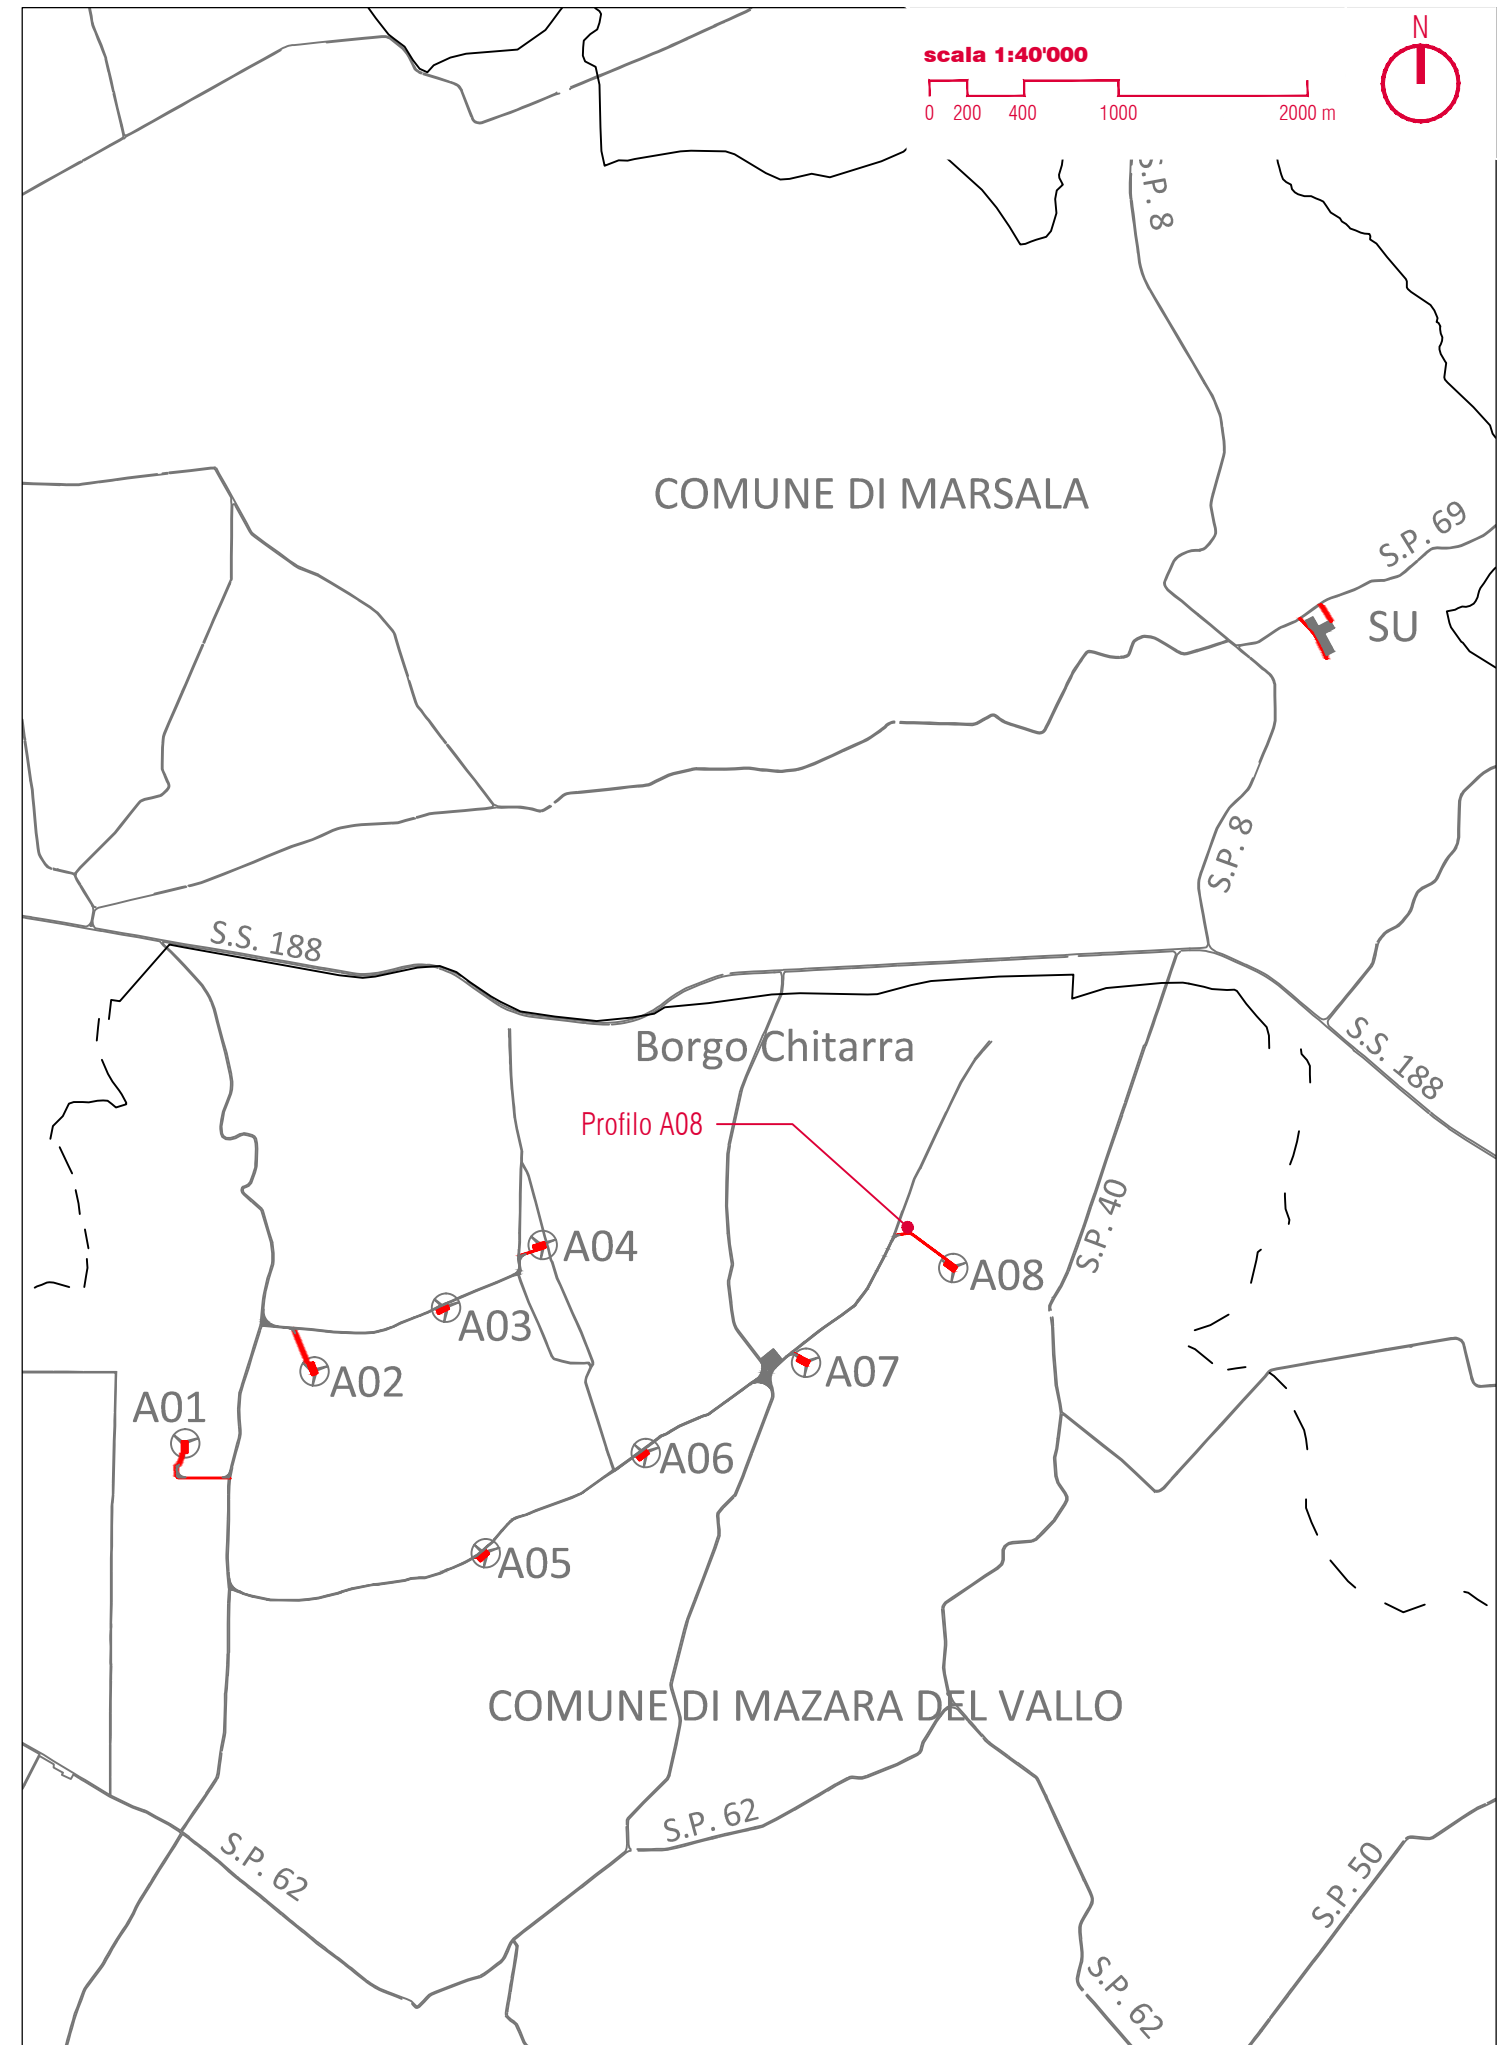 N
scala 1:40'000
0 200 400 1000 2000 m
S.P. 8
COMUNE DI MARSALA
S.P. 69
SU
S.P. 8
S.S. 188
Borgo Chitarra
S.S. 188
Profilo A08
S.P. 40
A04
A08
A03
A07
A02
A01
A06
A05
COMUNE DI MAZARA DEL VALLO
S.P. 62
S.P. 62
S.P. 50
S.P. 62